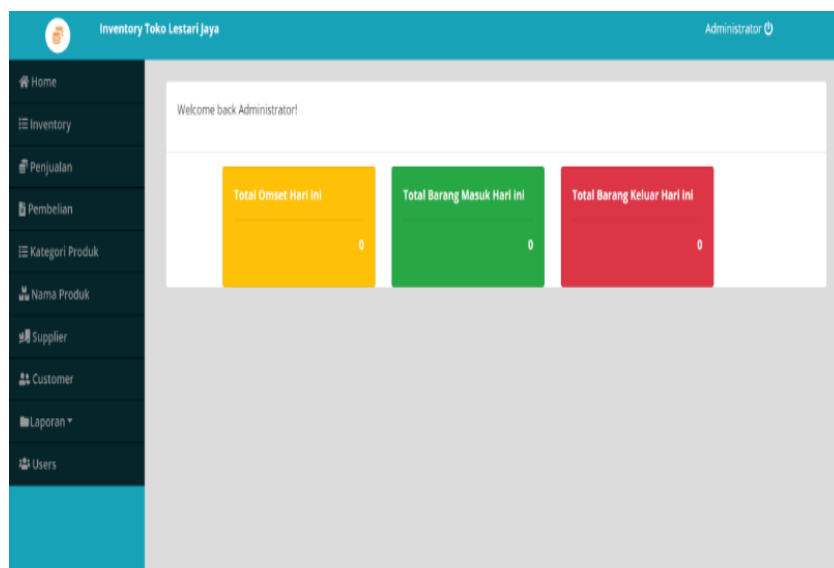 Inventory Toko Lestari Jaya
Administrator
Home
Inventory
Penjualan
Pembelian
Kategori Produk
Nama Produk
Supplier
Customer
Laporan
Users
Welcome back Administrator!
Total Omset Hari ini
0
Total Barang Masuk Hari ini
0
Total Barang Keluar Hari ini
0